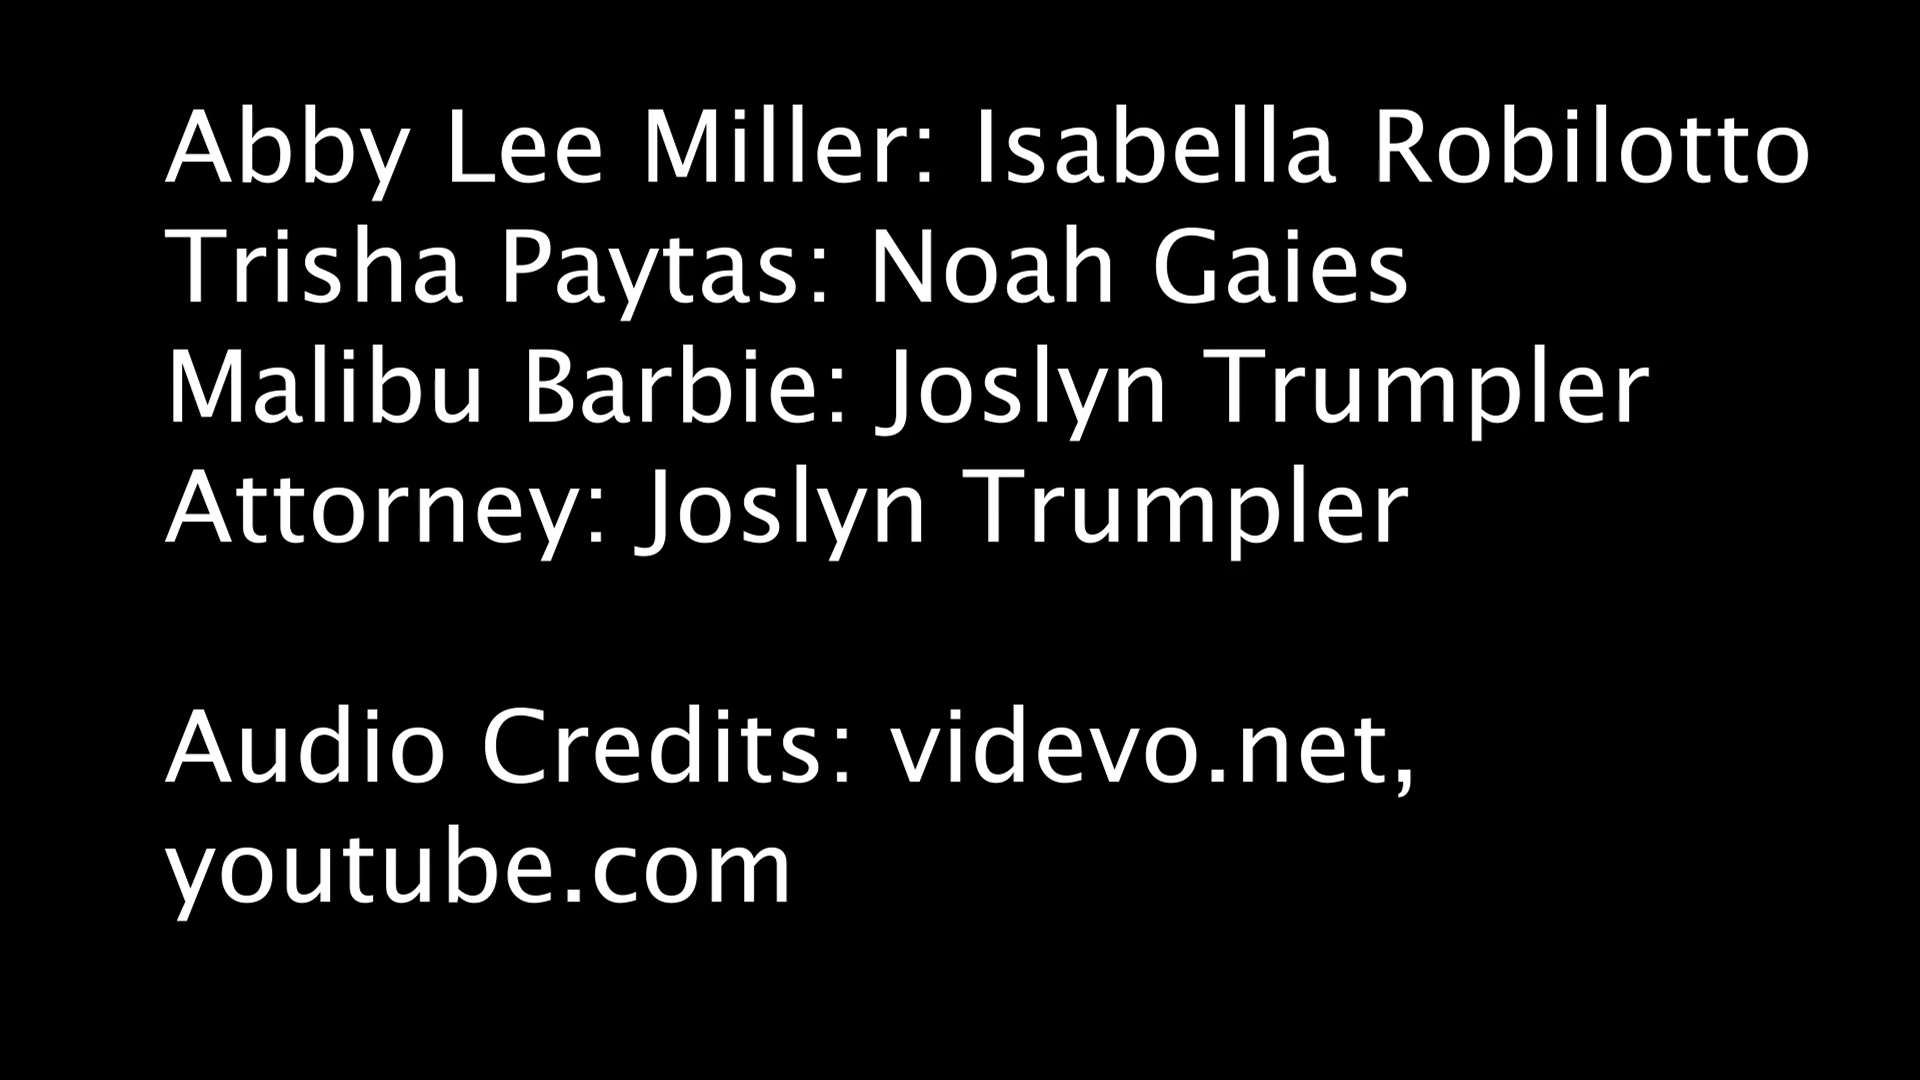 Abby Lee Miller: Isabella Robilotto
Trisha Paytas: Noah Gaies
Malibu Barbie: Joslyn Trumpler
Attorney: Joslyn Trumpler
Audio Credits: videvo.net,
youtube.com